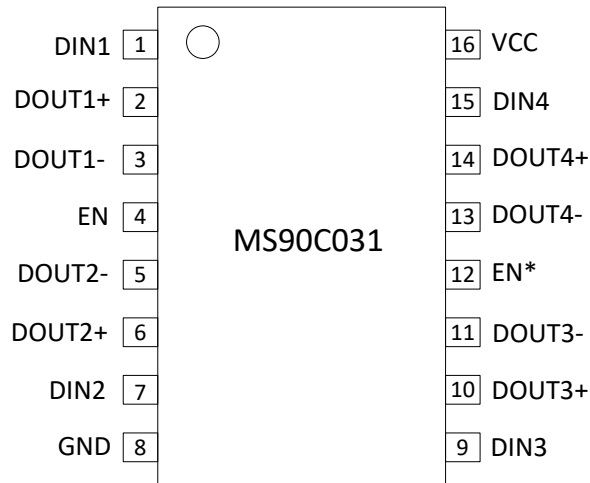 DIN1 1 16 VCC
DOUT1+ 2 15 DIN4
DOUT1- 3 14 DOUT4+
EN 4 13 DOUT4-
MS90C031
DOUT2- 5 12 EN*
DOUT2+ 6 11 DOUT3-
DIN2 7 10 DOUT3+
GND 8 9 DIN3